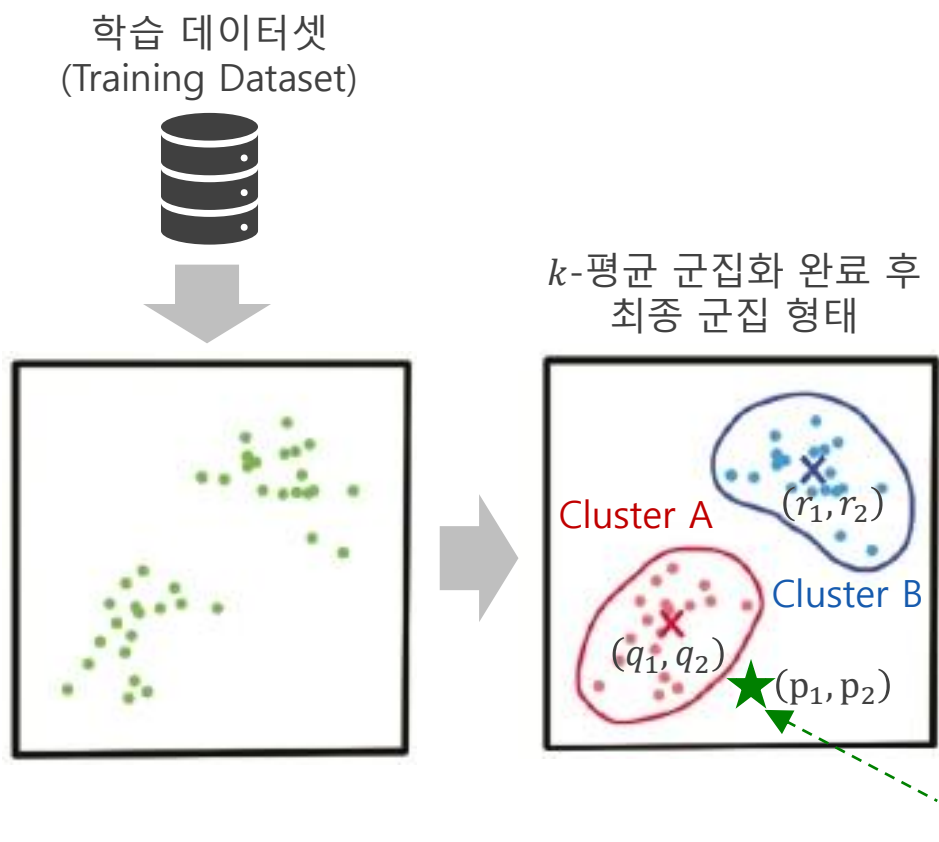 학습 데이터셋
(Training Dataset)
k-평균 군집화 완료 후
최종 군집 형태
Cluster A
(r₁, r₂)
Cluster B
(q₁, q₂)
(p₁, p₂)